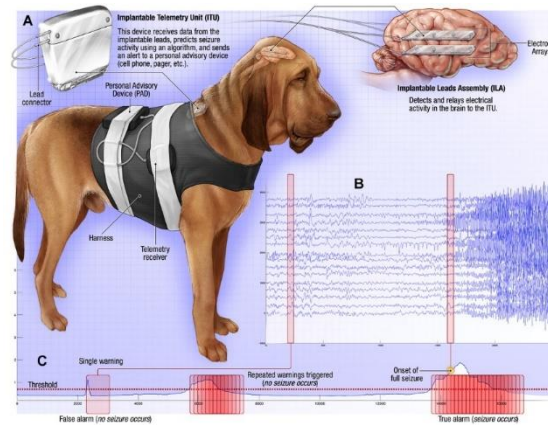 A
Implantable Telemetry Unit (ITU)
This device receives data from the
implantable leads, predicts seizure
activity using an algorithm, and sends
an alert to a personal advisory device
(cell phone, pager, etc.).
Lead
connector
Personal Advisory
Device (PAD)
Electro
Array
Implantable Leads Assembly (ILA)
Detects and relays electrical
activity in the brain to the ITU.
B
Harness
Telemetry
receiver
C
Single warning
Threshold
Repeated warnings triggered
(no seizure occurs)
Onset of
full seizure
False alarm (no seizure occurs)
True alarm (seizure occurs)